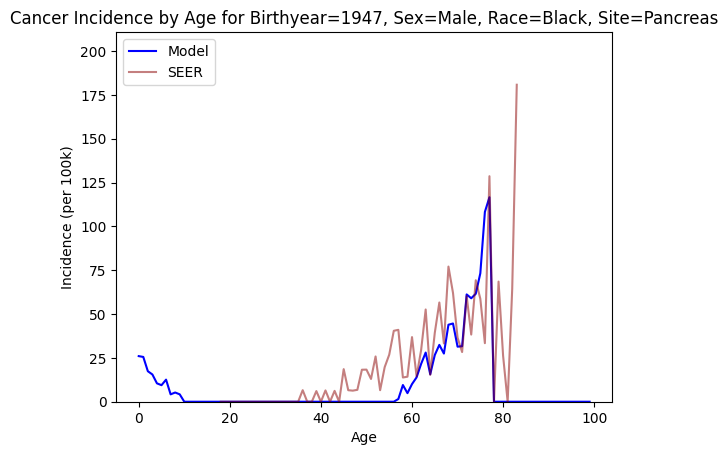 Cancer Incidence by Age for Birthyear=1947, Sex=Male, Race=Black, Site=Pancreas
Model
SEER
Incidence (per 100k)
200
175
150
125
100
75
50
25
0
0 20 40 60 80 100
Age